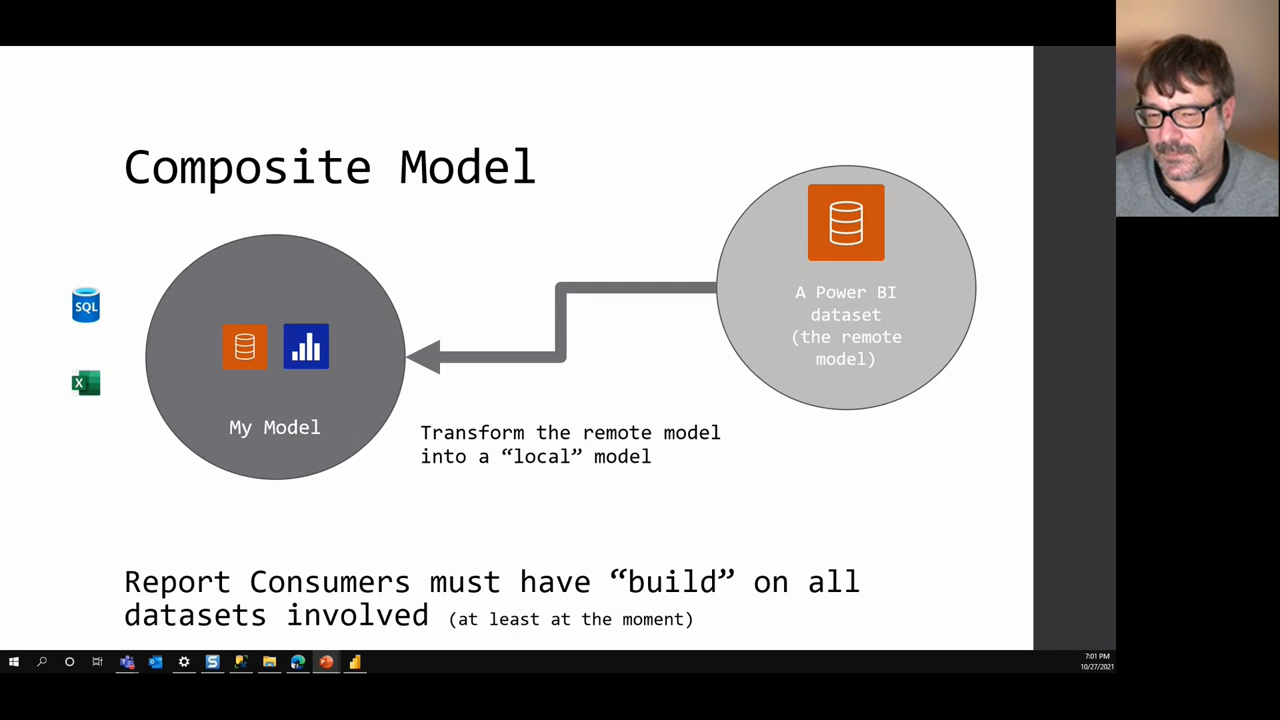 Composite Model
SQL
X
My Model
A Power BI
dataset
(the remote
model)
Transform the remote model
into a “local” model
Report Consumers must have “build” on all
datasets involved (at least at the moment)
S
7:01 PM
10/27/2021